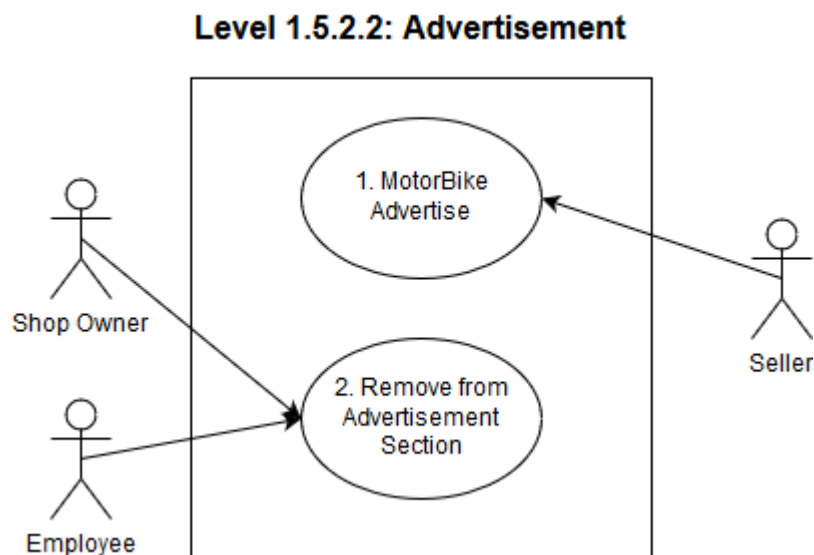 Level 1.5.2.2: Advertisement
1. MotorBike
Advertise
Shop Owner
Seller
2. Remove from
Advertisement
Section
Employee